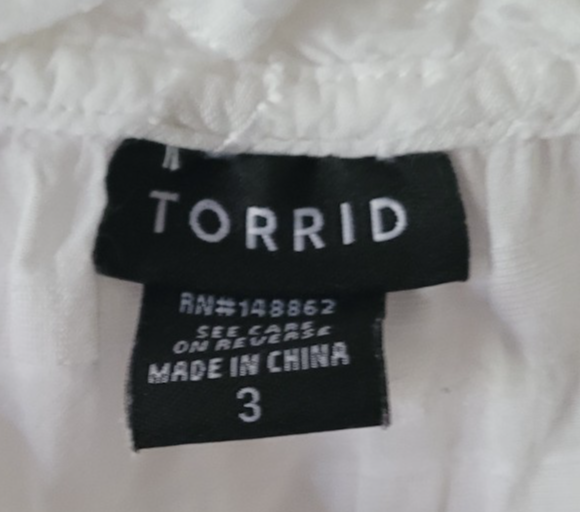 TORRID
RN#148862
SEE CARE
ON REVERSE
MADE IN CHINA
3